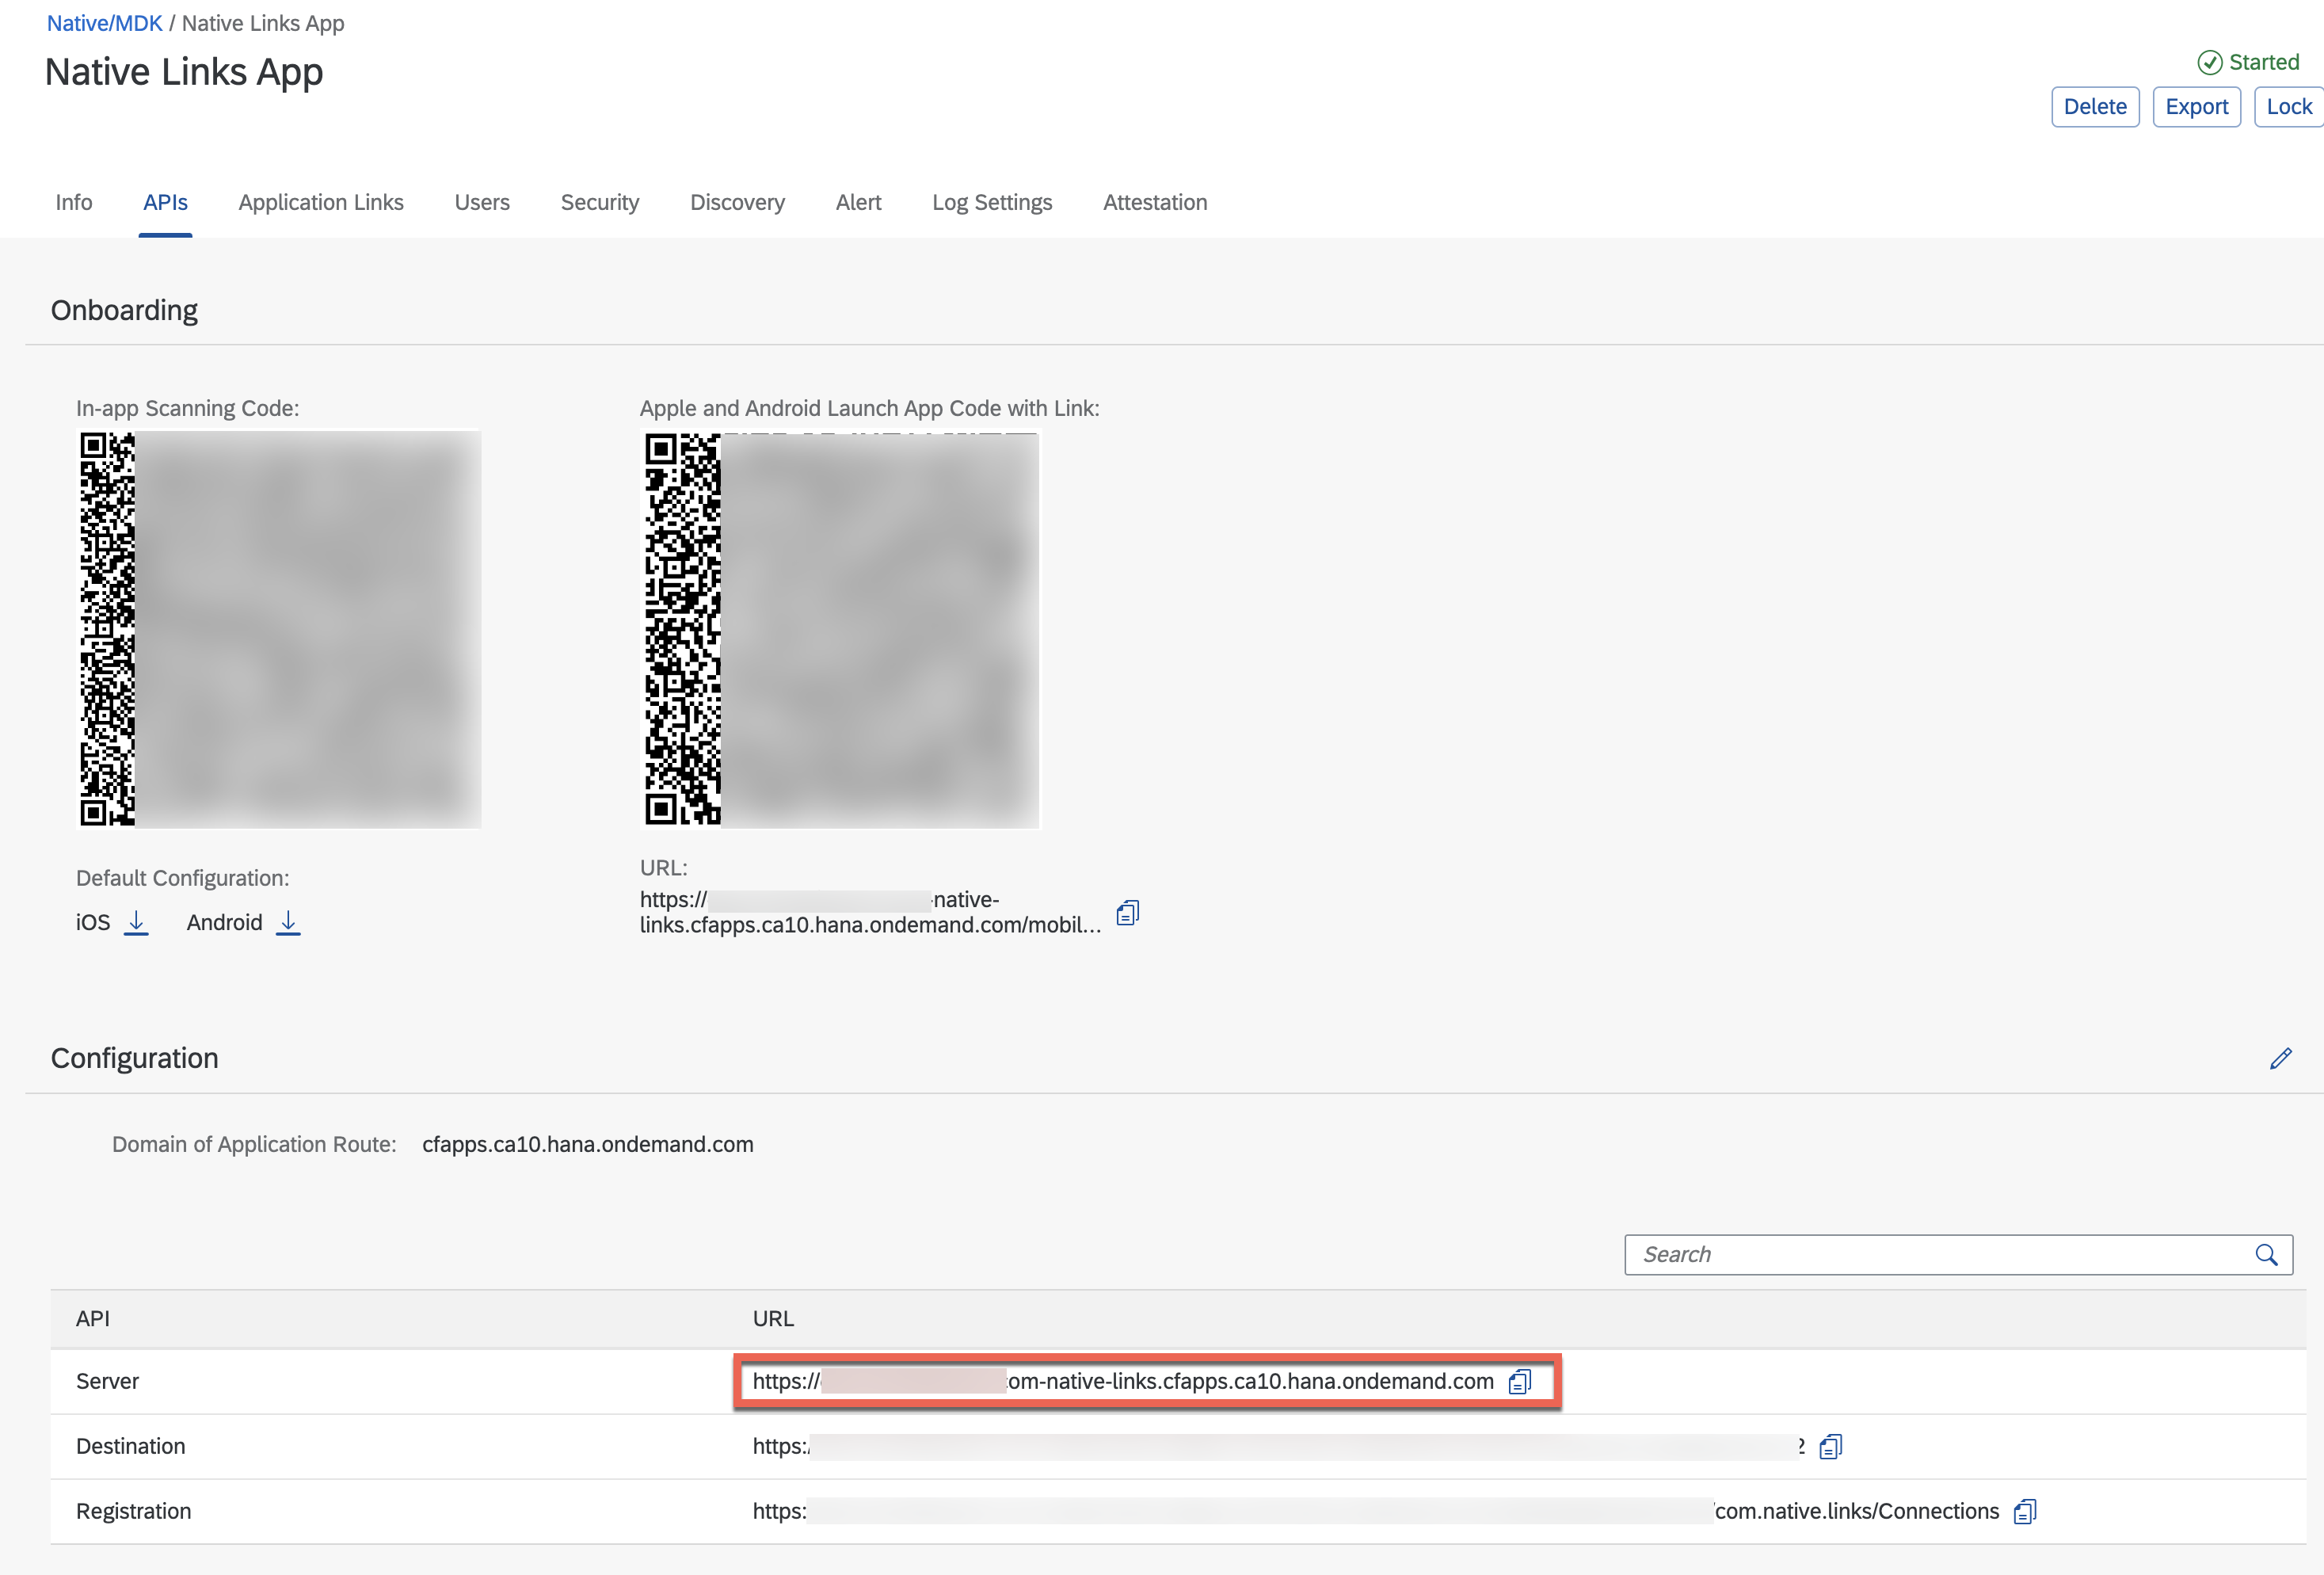 Native/MDK / Native Links App
Native Links App
Started
Delete Export Lock
Info APIs Application Links Users Security Discovery Alert Log Settings Attestation
Onboarding
In-app Scanning Code: Apple and Android Launch App Code with Link:
URL:
https:// -native-
links.cfapps.ca10.hana.ondemand.com/mobil...
Default Configuration:
iOS Android
Configuration
Domain of Application Route: cfapps.ca10.hana.ondemand.com
Search
API URL
Server https:// om-native-links.cfapps.ca10.hana.ondemand.com
Destination https:/ 2
Registration https: /com.native.links/Connections